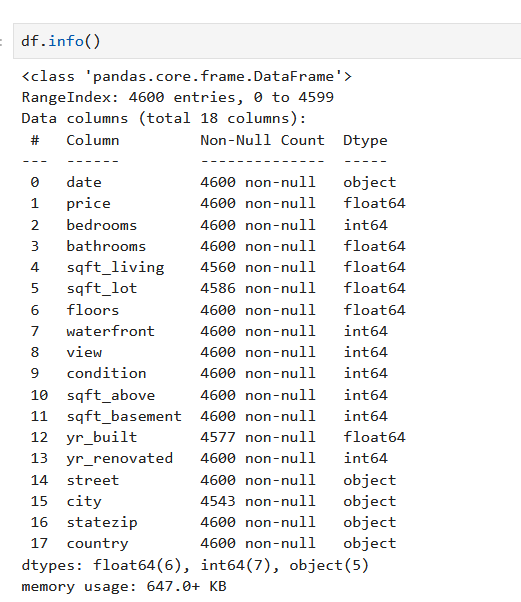 :
df.info()
<class 'pandas.core.frame.DataFrame'>
RangeIndex: 4600 entries, 0 to 4599
Data columns (total 18 columns):
 #   Column         Non-Null Count  Dtype
---  ------         --------------  -----
 0   date           4600 non-null   object
 1   price          4600 non-null   float64
 2   bedrooms       4600 non-null   int64
 3   bathrooms      4600 non-null   float64
 4   sqft_living    4560 non-null   float64
 5   sqft_lot       4586 non-null   float64
 6   floors         4600 non-null   float64
 7   waterfront     4600 non-null   int64
 8   view           4600 non-null   int64
 9   condition      4600 non-null   int64
 10  sqft_above     4600 non-null   int64
 11  sqft_basement  4600 non-null   int64
 12  yr_built       4577 non-null   float64
 13  yr_renovated   4600 non-null   int64
 14  street         4600 non-null   object
 15  city           4543 non-null   object
 16  statezip       4600 non-null   object
 17  country        4600 non-null   object
dtypes: float64(6), int64(7), object(5)
memory usage: 647.0+ KB